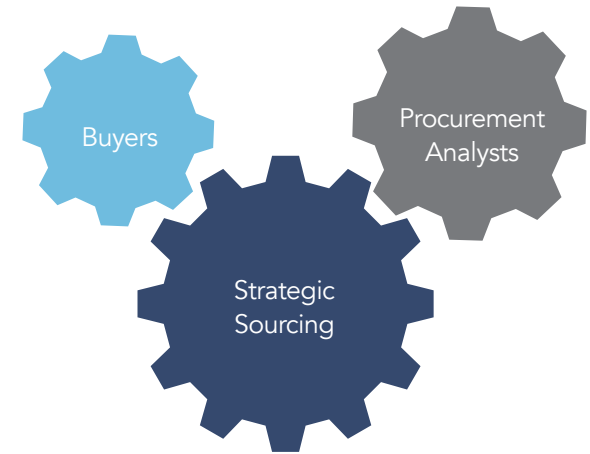 Buyers
Procurement
Analysts
Strategic
Sourcing